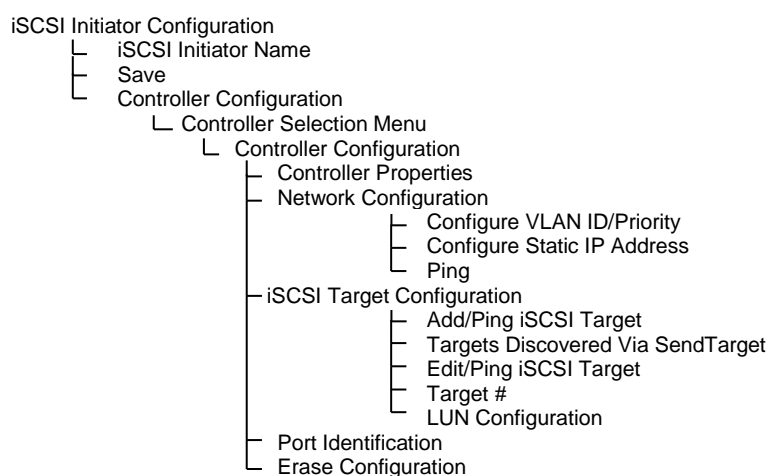 iSCSI Initiator Configuration
iSCSI Initiator Name
Save
Controller Configuration
Controller Selection Menu
Controller Configuration
Controller Properties
Network Configuration
Configure VLAN ID/Priority
Configure Static IP Address
Ping
iSCSI Target Configuration
Add/Ping iSCSI Target
Targets Discovered Via SendTarget
Edit/Ping iSCSI Target
Target #
LUN Configuration
Port Identification
Erase Configuration